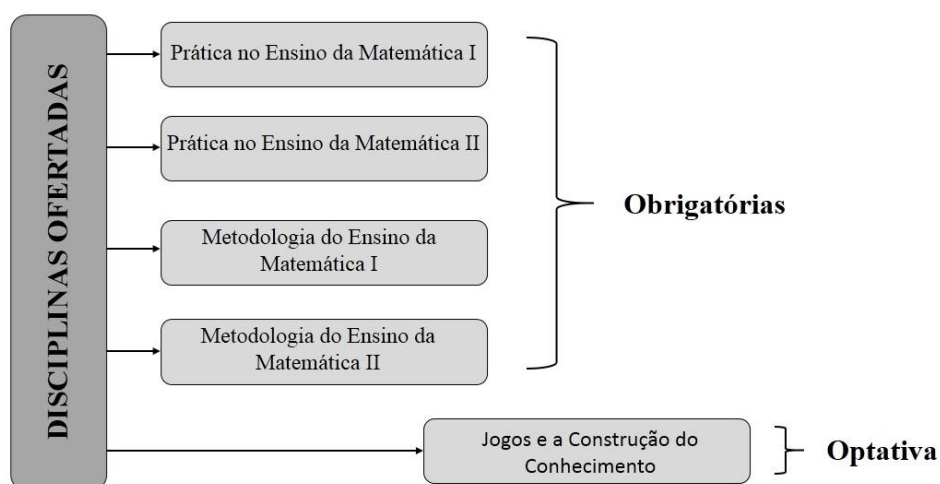 DISCIPLINAS OFERTADAS
Prática no Ensino da Matemática I
Prática no Ensino da Matemática II
Metodologia do Ensino da
Matemática I
Metodologia do Ensino da
Matemática II
Obrigatórias
Jogos e a Construção do
Conhecimento
Optativa